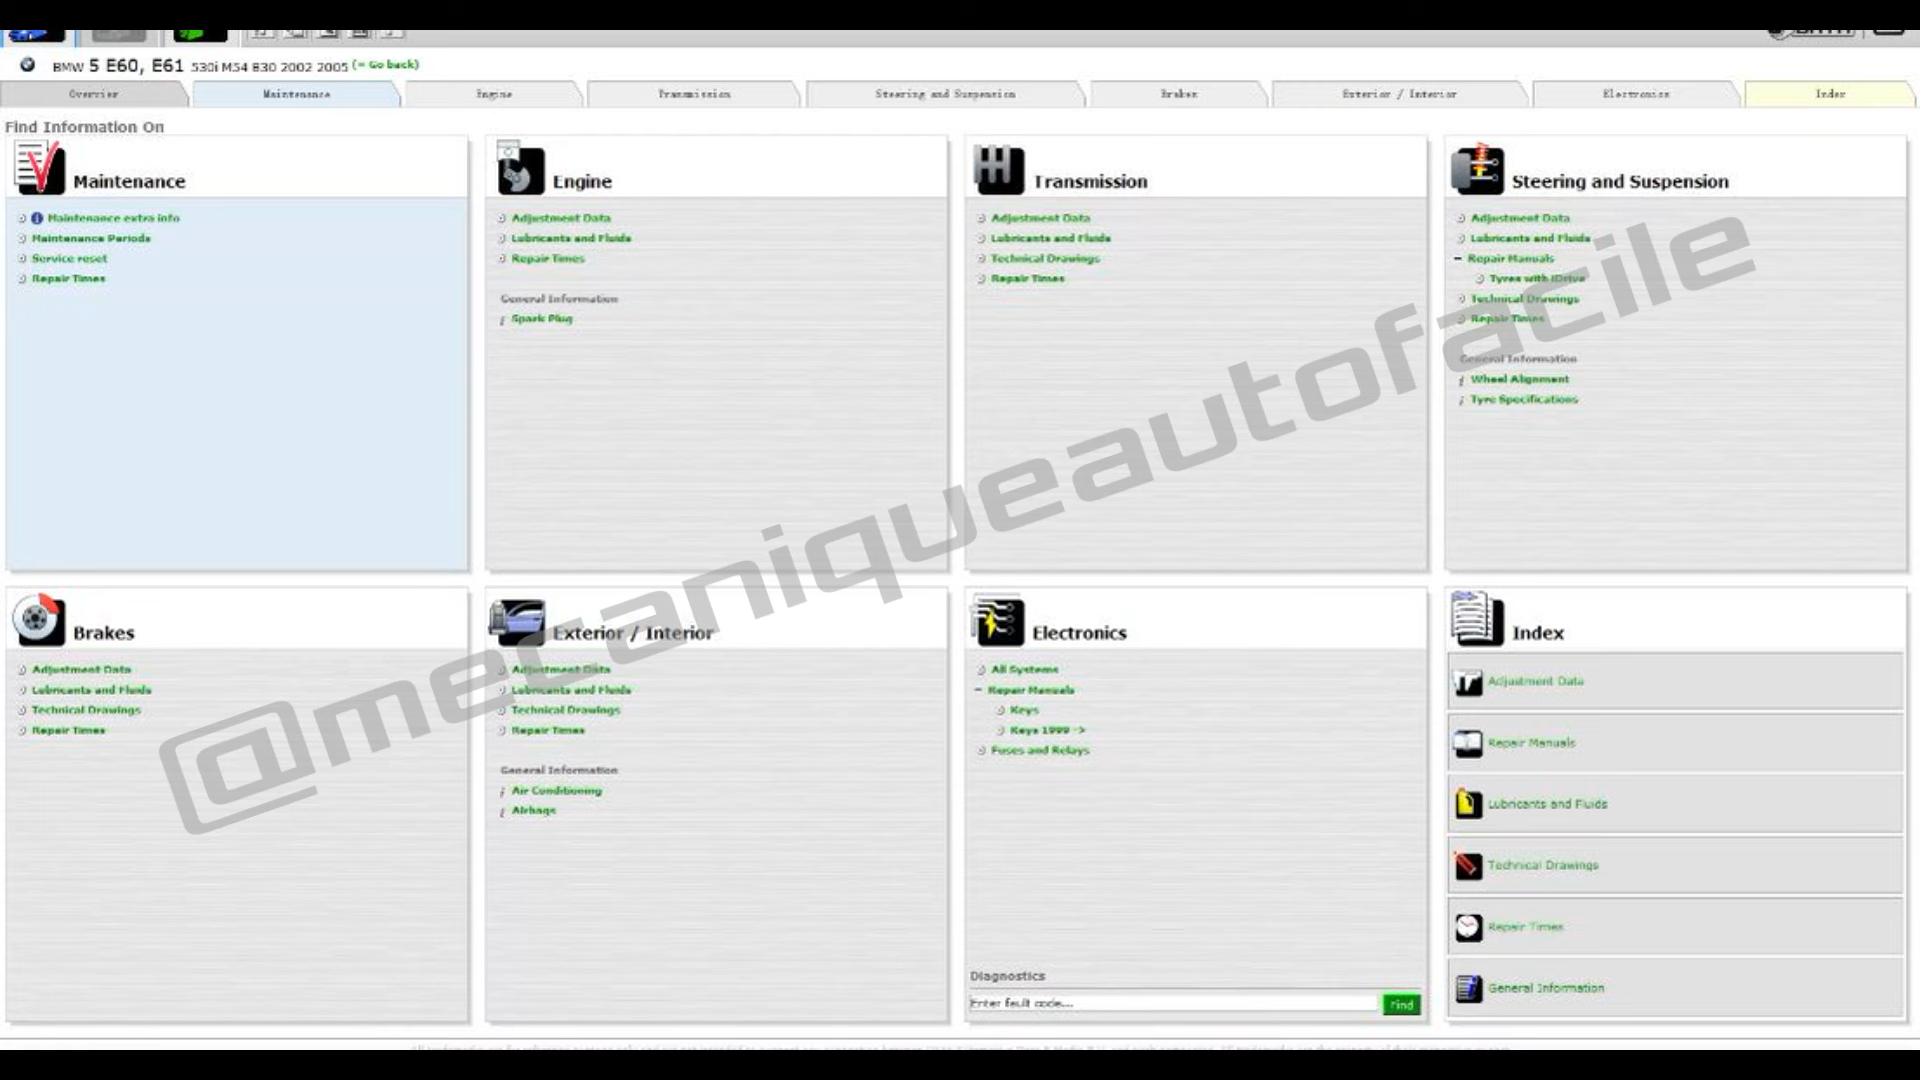 BMW 5 E60, E61 530i M54 B30 2002 2005 (= Go back)
Overview Maintenance Engine Transmission Steering and Suspension Brakes Exterior / Interior Electronics Index
Find Information On
Maintenance
Maintenance extra info
Maintenance Periods
Service reset
Repair Times
Engine
Adjustment Data
Lubricants and Fluids
Repair Times
General Information
Spark Plug
Transmission
Adjustment Data
Lubricants and Fluids
Technical Drawings
Repair Times
Steering and Suspension
Adjustment Data
Lubricants and Fluids
Repair Manuals
Tyres with iDrive
Technical Drawings
Repair Times
General Information
Wheel Alignment
Tyre Specifications
Brakes
Adjustment Data
Lubricants and Fluids
Technical Drawings
Repair Times
Exterior / Interior
Adjustment Data
Lubricants and Fluids
Technical Drawings
Repair Times
General Information
Air Conditioning
Airbags
Electronics
All Systems
Repair Manuals
Keys
Keys 1999 ->
Fuses and Relays
Diagnostics
Enter fault code...
Find
Index
Adjustment Data
Repair Manuals
Lubricants and Fluids
Technical Drawings
Repair Times
General Information
@mecaniqueautofacile